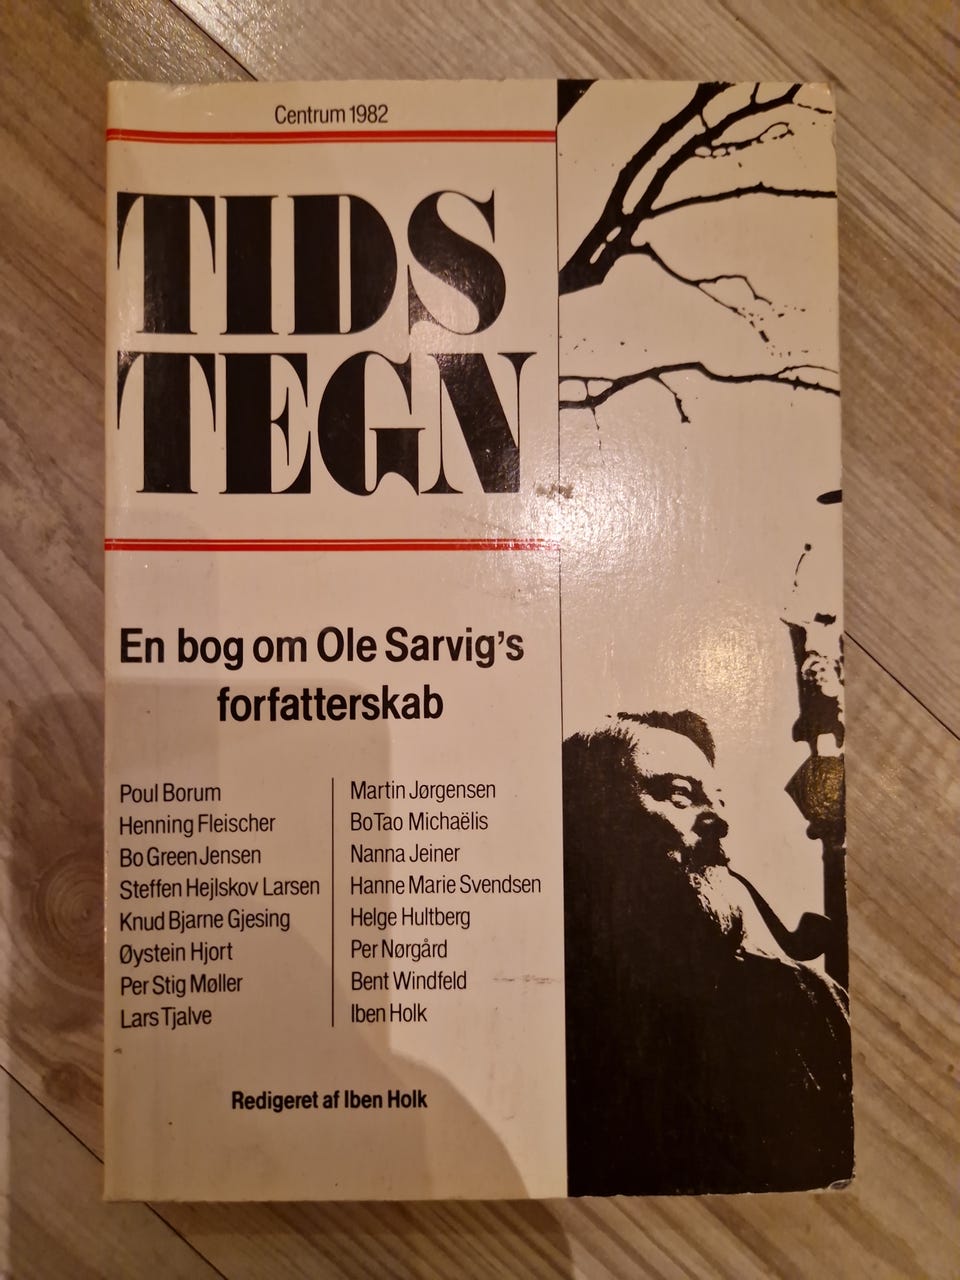 Centrum 1982
TIDS
TEGN
En bog om Ole Sarvig's
forfatterskab
Poul Borum
Henning Fleischer
Bo Green Jensen
Steffen Hejlskov Larsen
Knud Bjarne Gjesing
Øystein Hjort
Per Stig Møller
Lars Tjalve
Martin Jørgensen
Bo Tao Michaëlis
Nanna Jeiner
Hanne Marie Svendsen
Helge Hultberg
Per Nørgård
Bent Windfeld
Iben Holk
Redigeret af Iben Holk